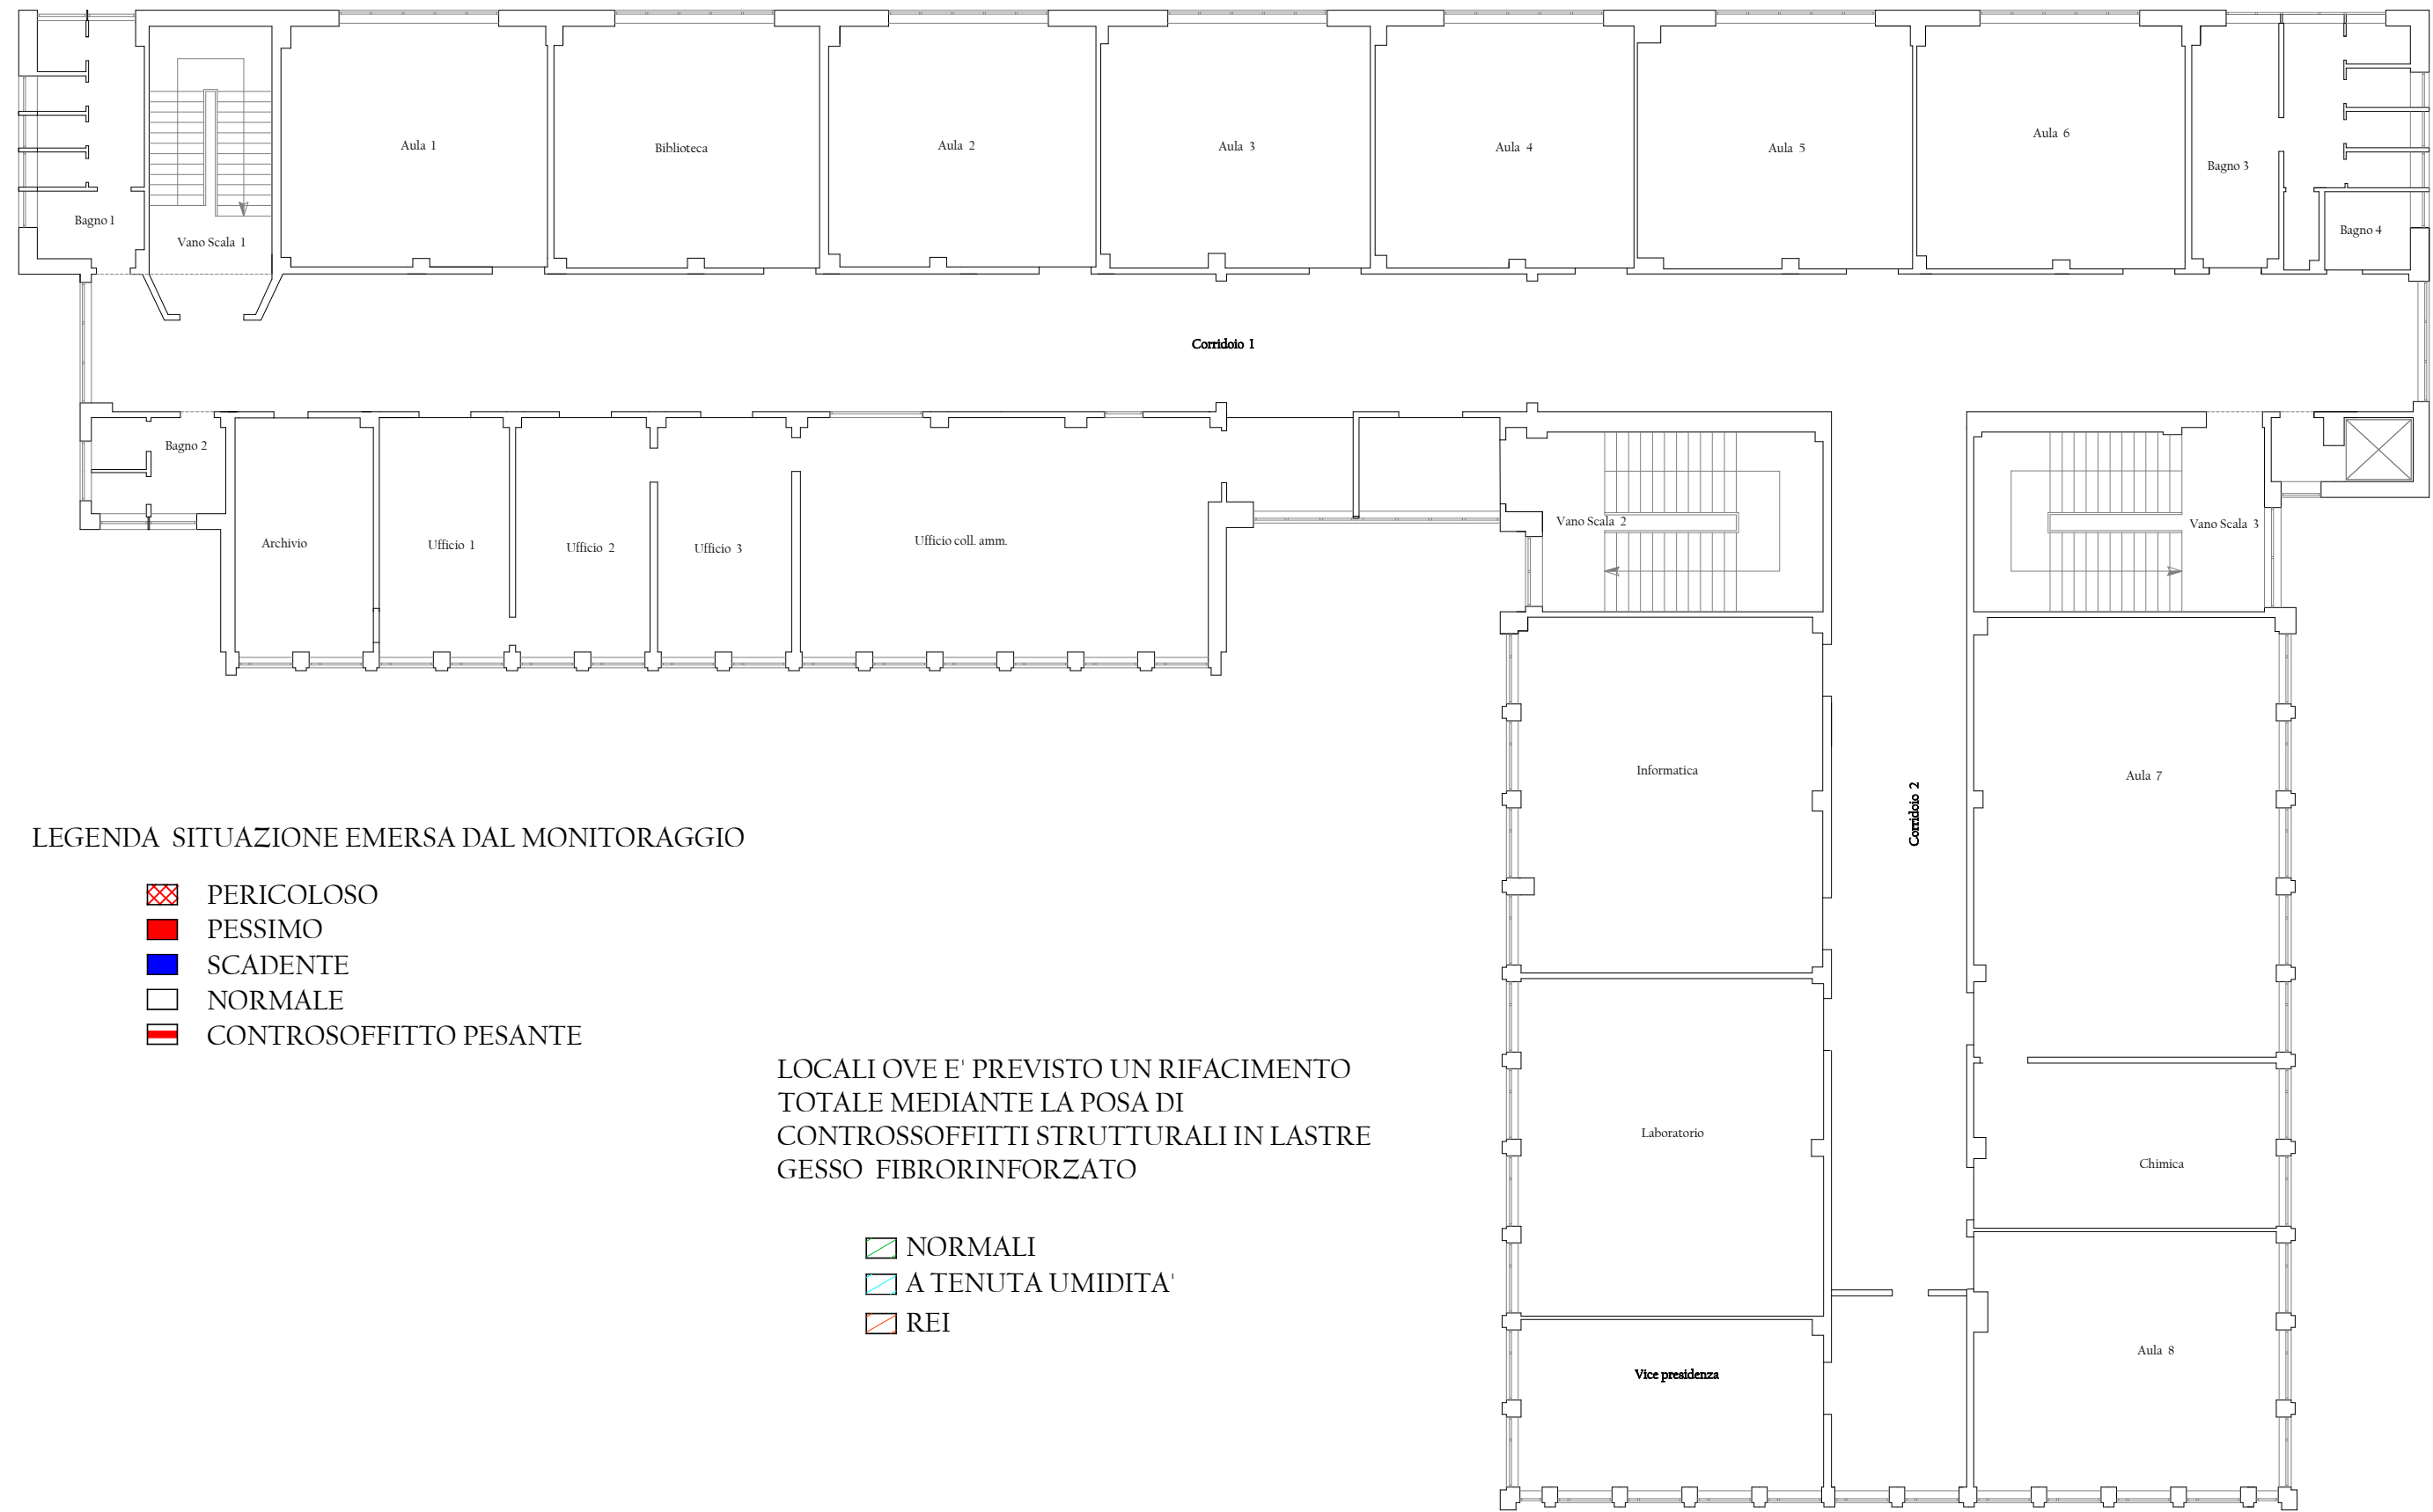 Aula 1
Biblioteca
Aula 2
Aula 3
Aula 4
Aula 5
Aula 6
Bagno 3
Bagno 1
Vano Scala 1
Bagno 4
Corridoio 1
Bagno 2
Archivio
Ufficio 1
Ufficio 2
Ufficio 3
Ufficio coll. amm.
Vano Scala 2
Vano Scala 3
Informatica
Corridoio 2
Aula 7
LEGENDA SITUAZIONE EMERSA DAL MONITORAGGIO
PERICOLOSO
PESSIMO
SCADENTE
NORMALE
CONTROSOFFITTO PESANTE
LOCALI OVE E' PREVISTO UN RIFACIMENTO
TOTALE MEDIANTE LA POSA DI
CONTROSSOFFITTI STRUTTURALI IN LASTRE
GESSO FIBRORINFORZATO
NORMALI
A TENUTA UMIDITA'
REI
Laboratorio
Chimica
Vice presidenza
Aula 8